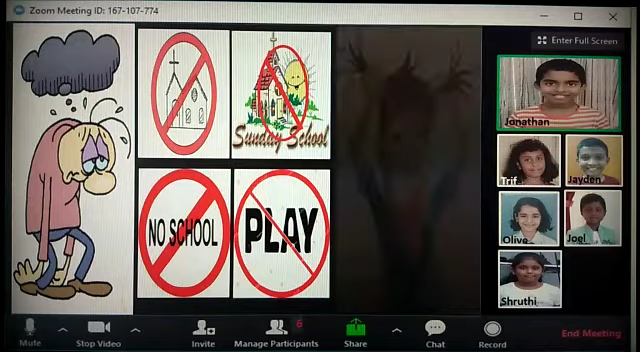 Zoom Meeting ID: 167-107-774
Enter Full Screen
Sunday School
NO SCHOOL
PLAY
Jonathan
Trif
Jayden
Olive
Joel
Shruthi
Mute
Stop Video
Invite
Manage Participants
6
Share
Chat
Record
End Meeting